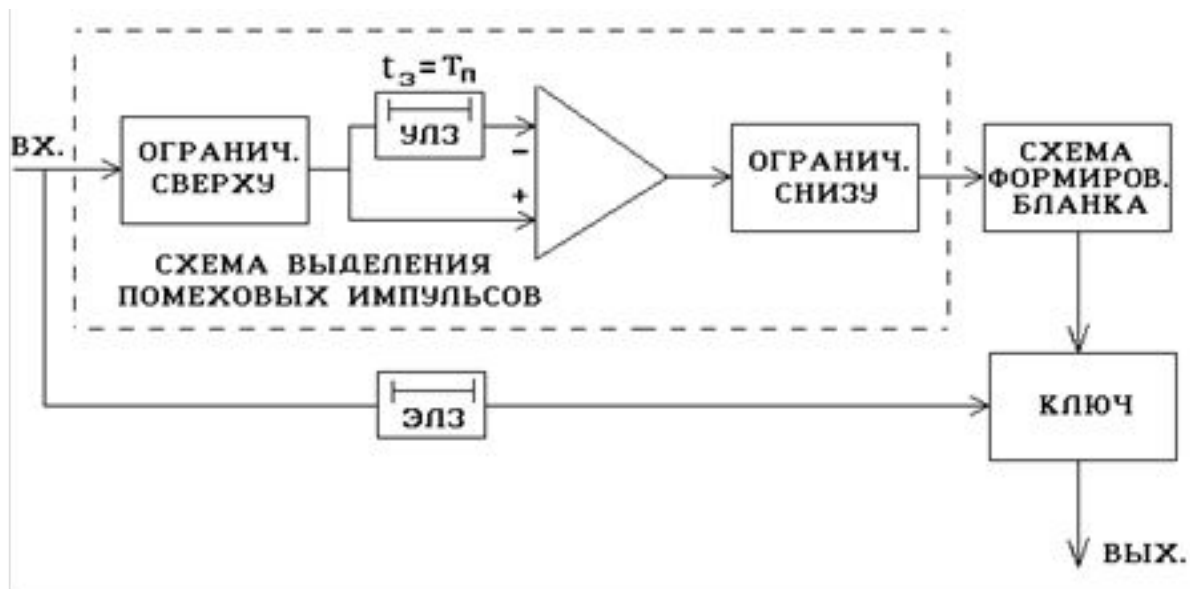 tз=Tп
ВХ.
ОГРАНИЧ.
СВЕРХУ
УЛЗ
-
+
ОГРАНИЧ.
СНИЗУ
СХЕМА
ФОРМИРОВ.
БЛАНКА
СХЕМА ВЫДЕЛЕНИЯ
ПОМЕХОВЫХ ИМПУЛЬСОВ
ЭЛЗ
КЛЮЧ
ВЫХ.